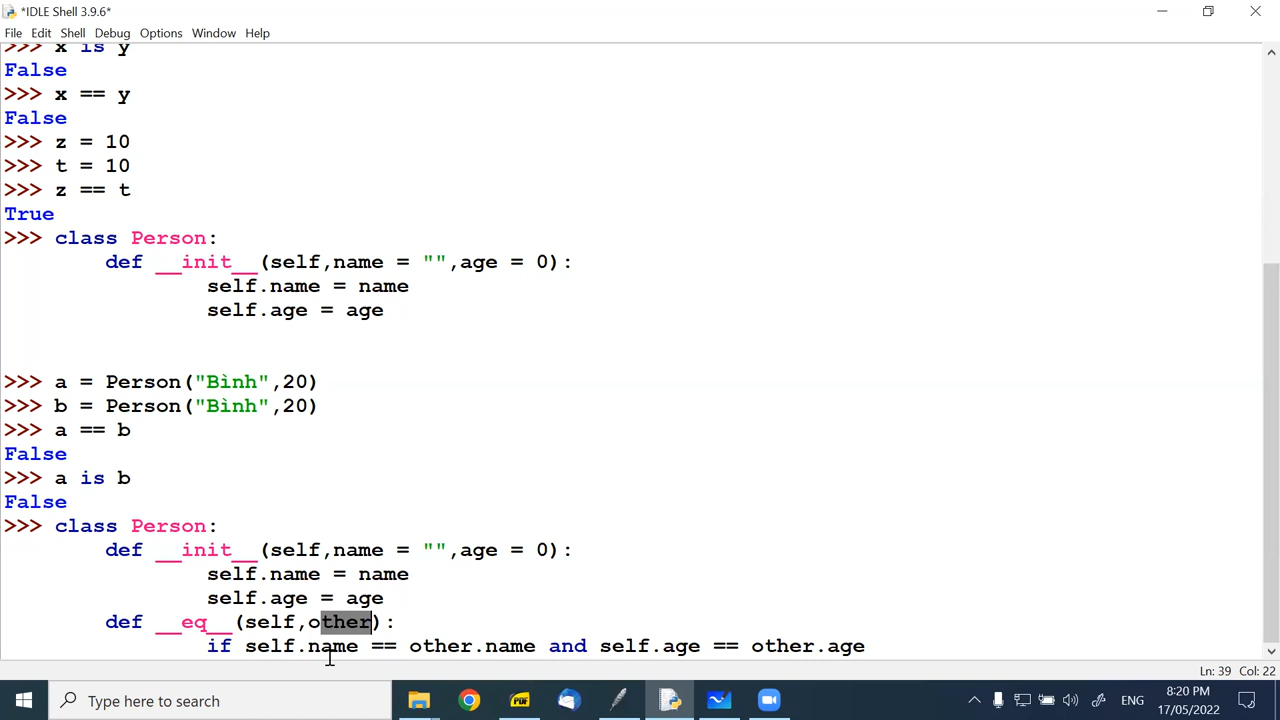 *IDLE Shell 3.9.6*
File Edit Shell Debug Options Window Help
>>> x is y
False
>>> x == y
False
>>> z = 10
>>> t = 10
>>> z == t
True
>>> class Person:
def __init__(self,name = "",age = 0):
self.name = name
self.age = age
>>> a = Person("Bình",20)
>>> b = Person("Bình",20)
>>> a == b
False
>>> a is b
False
>>> class Person:
def __init__(self,name = "",age = 0):
self.name = name
self.age = age
def __eq__(self,other):
if self.name == other.name and self.age == other.age
Ln: 39 Col: 22
Type here to search
PDF
ENG
8:20 PM
17/05/2022